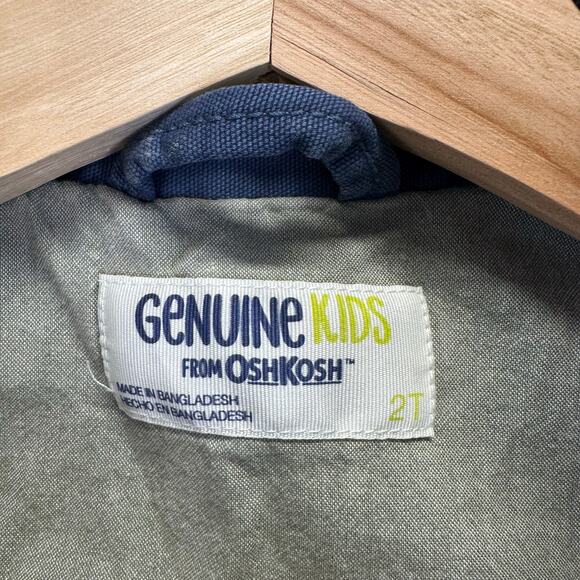 GENUINE KIDS
FROM OSHKOSH™
MADE IN BANGLADESH
HECHO EN BANGLADESH
2T